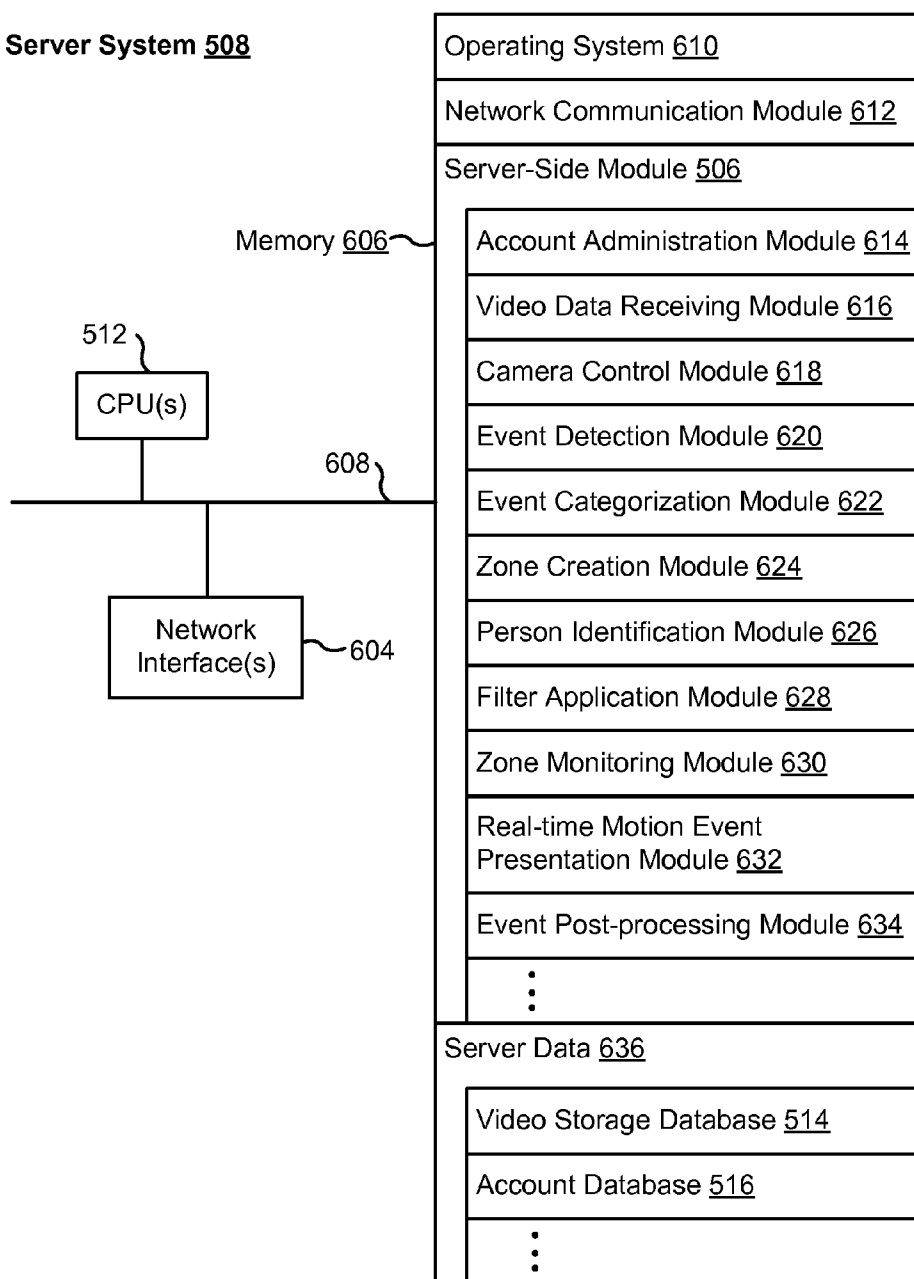 Server System 508
Operating System 610
Network Communication Module 612
Server-Side Module 506
Memory 606
Account Administration Module 614
Video Data Receiving Module 616
Camera Control Module 618
Event Detection Module 620
Event Categorization Module 622
Zone Creation Module 624
Person Identification Module 626
Filter Application Module 628
Zone Monitoring Module 630
Real-time Motion Event
Presentation Module 632
Event Post-processing Module 634
512
CPU(s)
608
Network
Interface(s)
604
Server Data 636
Video Storage Database 514
Account Database 516